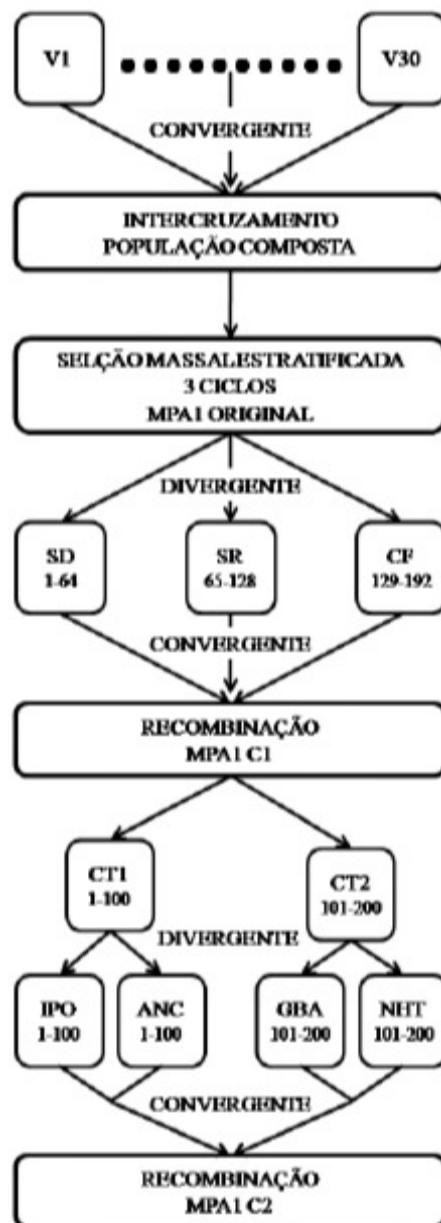 V1
V30
CONVERGENTE
INTERCRUZAMENTO
POPULAÇÃO COMPOSTA
SELÇÃO MASSAL ESTRATIFICADA
3 CICLOS
MPA1 ORIGINAL
DIVERGENTE
SD
1-64
SR
65-128
CF
129-192
CONVERGENTE
RECOMBINAÇÃO
MPA1 C1
CT1
1-100
CT2
101-200
DIVERGENTE
IPO
1-100
ANC
1-100
GBA
101-200
NHT
101-200
CONVERGENTE
RECOMBINAÇÃO
MPA1 C2